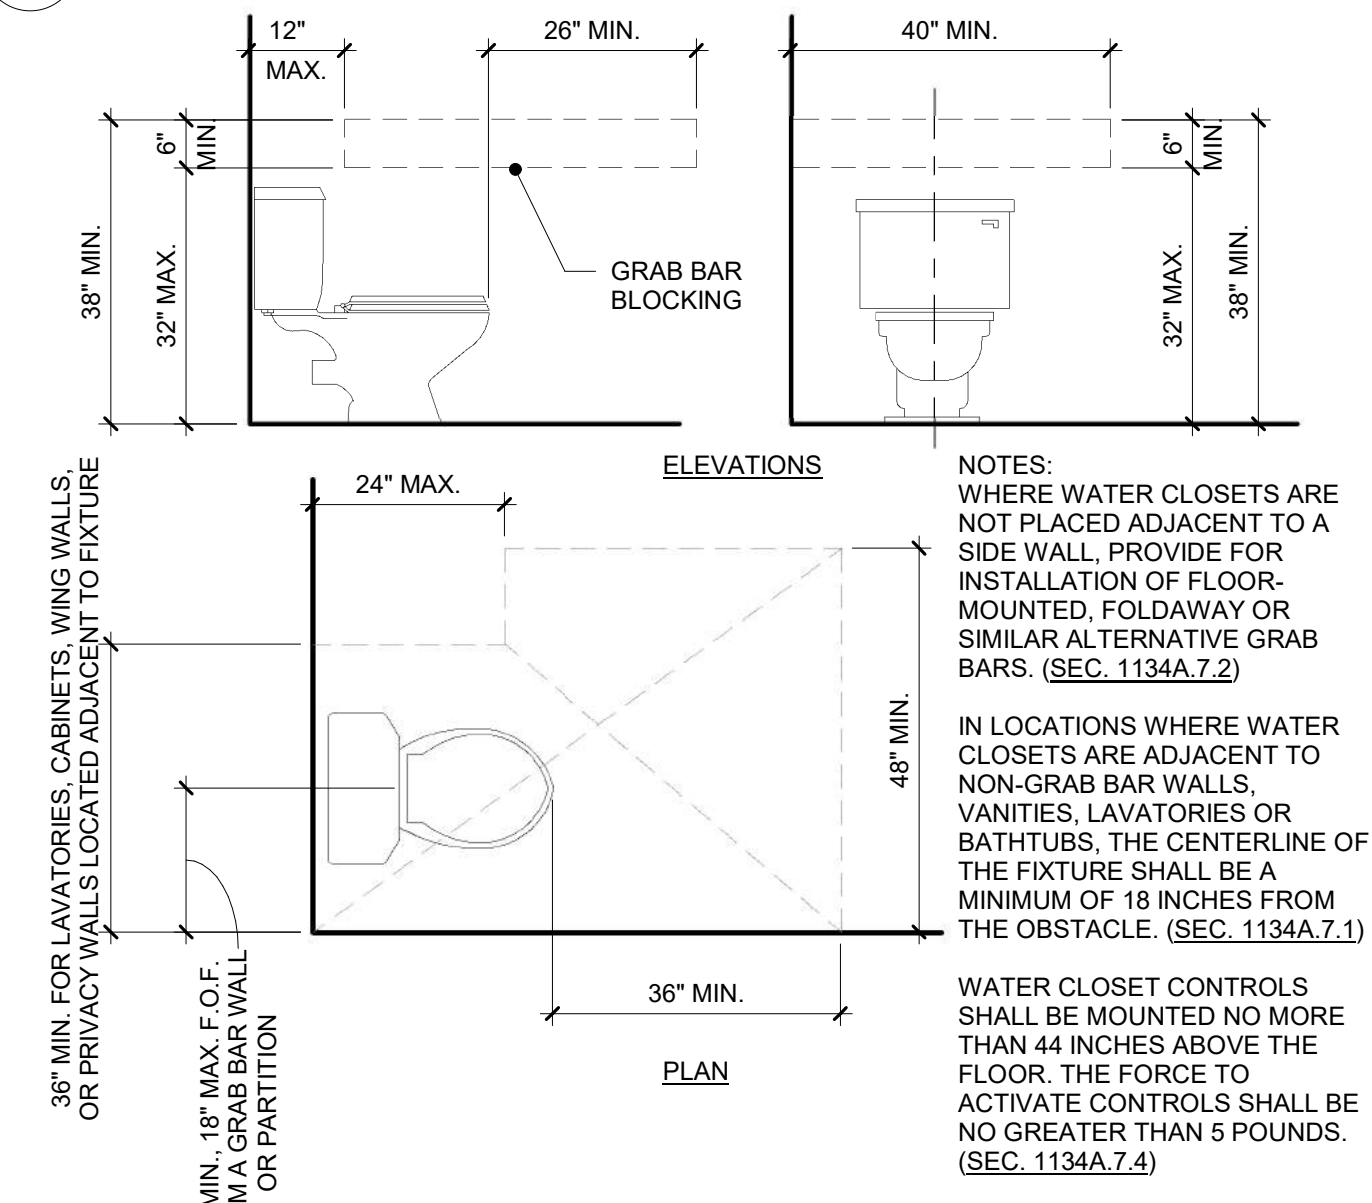 12"
MAX.
26" MIN.
40" MIN.
6"
MIN.
38" MIN.
32" MAX.
GRAB BAR
BLOCKING
6"
MIN.
32" MAX.
38" MIN.
ELEVATIONS
24" MAX.
36" MIN. FOR LAVATORIES, CABINETS, WING WALLS,
OR PRIVACY WALLS LOCATED ADJACENT TO FIXTURE
48" MIN.
36" MIN.
MIN., 18" MAX. F.O.F.
A GRAB BAR WALL
OR PARTITION
PLAN
NOTES:
WHERE WATER CLOSETS ARE
NOT PLACED ADJACENT TO A
SIDE WALL, PROVIDE FOR
INSTALLATION OF FLOOR-
MOUNTED, FOLDAWAY OR
SIMILAR ALTERNATIVE GRAB
BARS. (SEC. 1134A.7.2)
IN LOCATIONS WHERE WATER
CLOSETS ARE ADJACENT TO
NON-GRAB BAR WALLS,
VANITIES, LAVATORIES OR
BATHTUBS, THE CENTERLINE OF
THE FIXTURE SHALL BE A
MINIMUM OF 18 INCHES FROM
THE OBSTACLE. (SEC. 1134A.7.1)
WATER CLOSET CONTROLS
SHALL BE MOUNTED NO MORE
THAN 44 INCHES ABOVE THE
FLOOR. THE FORCE TO
ACTIVATE CONTROLS SHALL BE
NO GREATER THAN 5 POUNDS.
(SEC. 1134A.7.4)